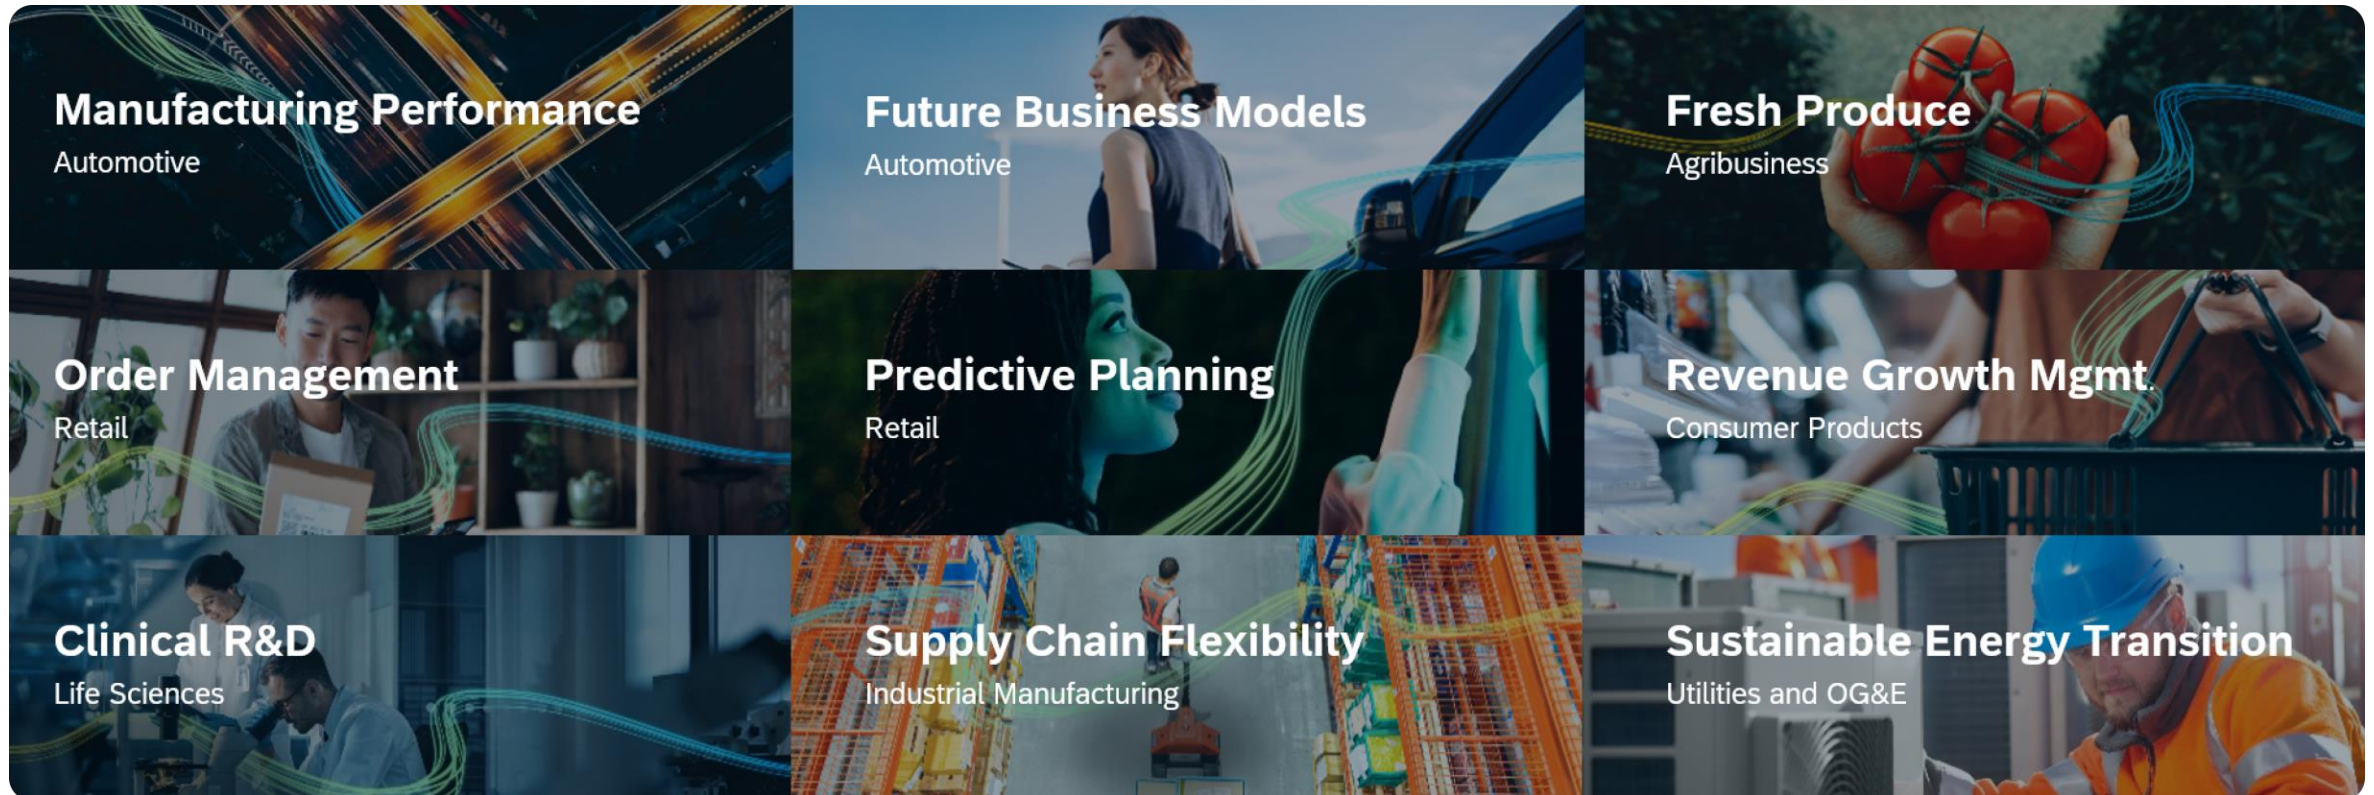 Manufacturing Performance
Automotive
Future Business Models
Automotive
Fresh Produce
Agribusiness
Order Management
Retail
Predictive Planning
Retail
Revenue Growth Mgmt.
Consumer Products
Clinical R&D
Life Sciences
Supply Chain Flexibility
Industrial Manufacturing
Sustainable Energy Transition
Utilities and OG&E